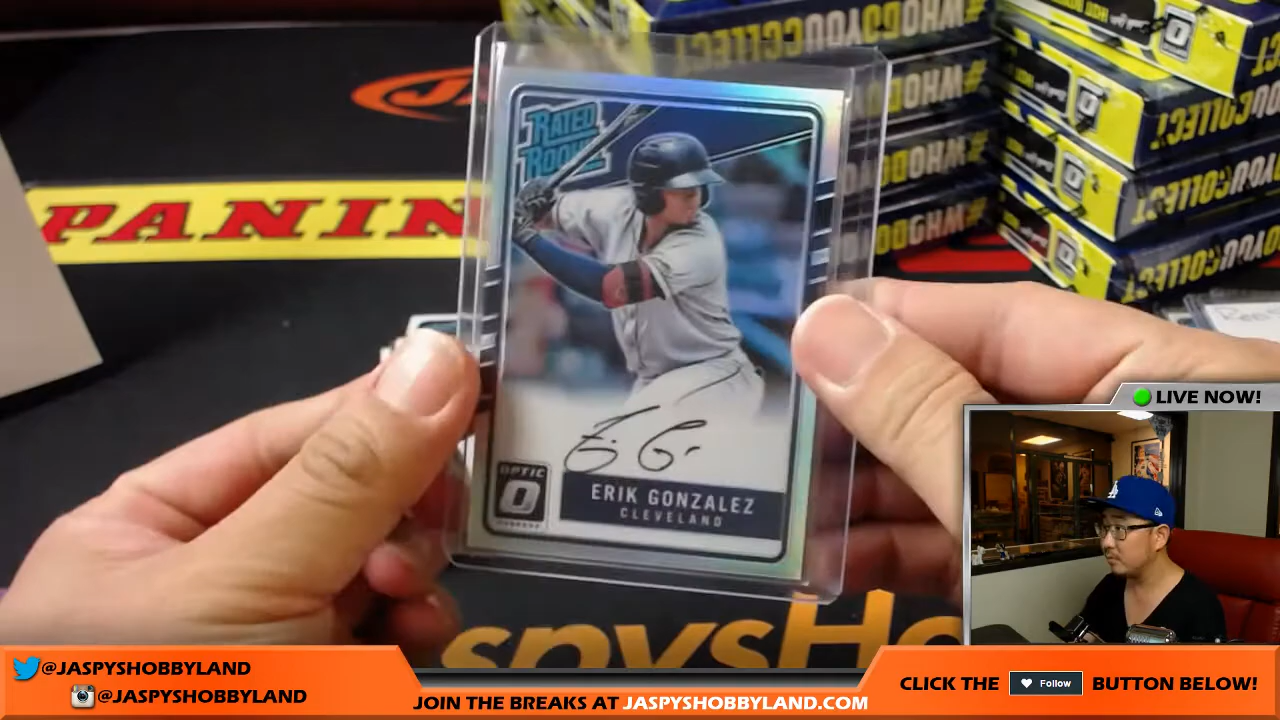 #WHODOYOUCOLLECT
PANINI
RATED
ROOKIE
OPTIC
ERIK GONZALEZ
CLEVELAND
LIVE NOW!
@JASPYSHOBBYLAND
@JASPYSHOBBYLAND
JOIN THE BREAKS AT JASPYSHOBBYLAND.COM
CLICK THE Follow BUTTON BELOW!